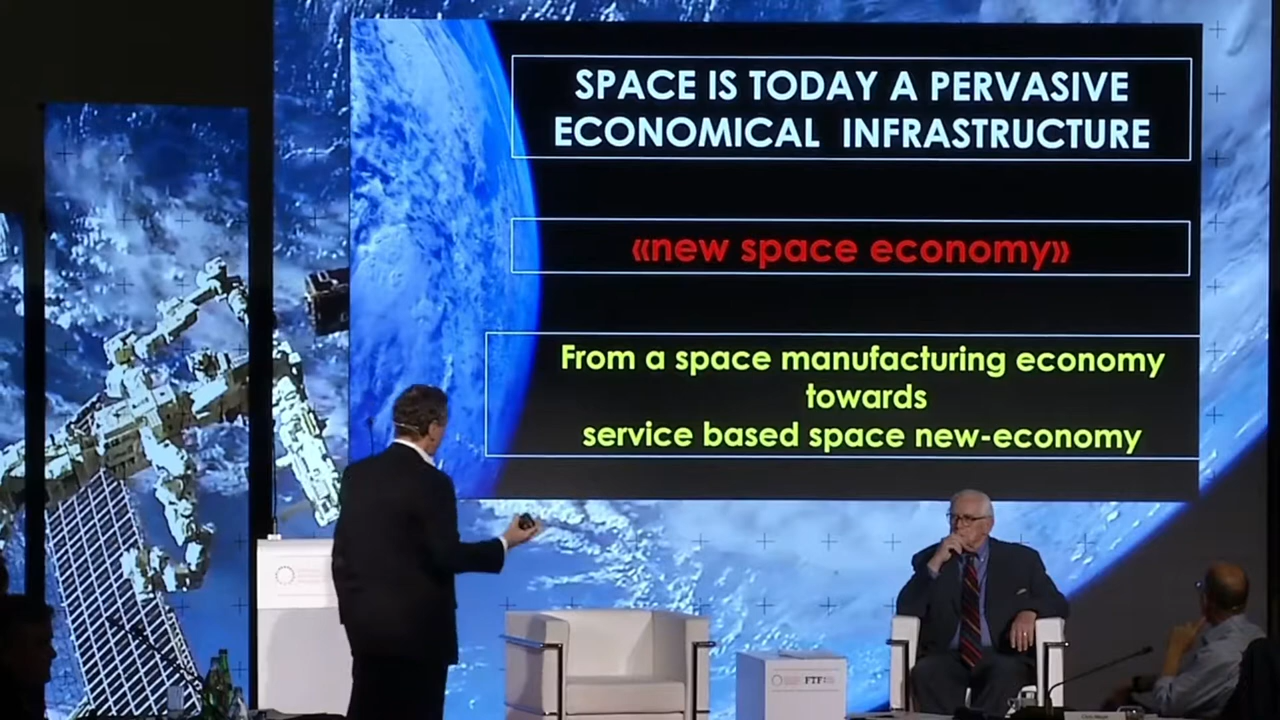 SPACE IS TODAY A PERVASIVE
ECONOMICAL INFRASTRUCTURE
«new space economy»
From a space manufacturing economy
towards
service based space new-economy
FTF: